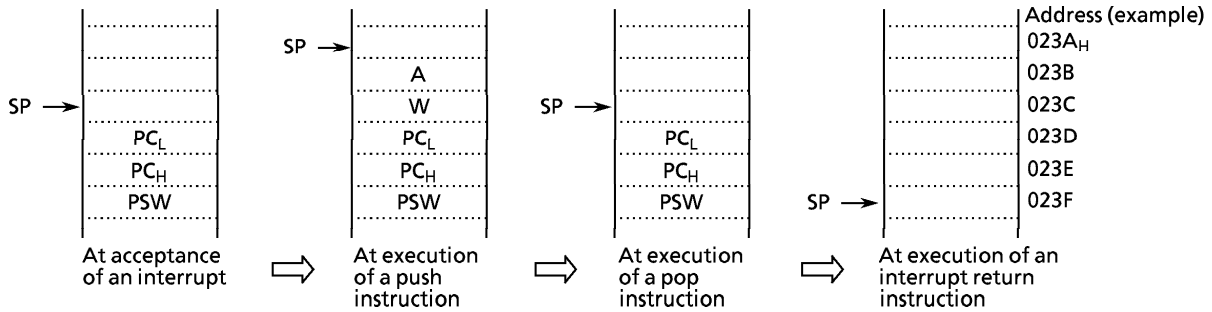 Address (example)
023AH
SP
A
023B
SP
W
SP
023C
PCL
PCL
PCL
023D
PCH
PCH
PCH
023E
PSW
PSW
PSW
SP
023F
At acceptance
of an interrupt
At execution
of a push
instruction
At execution
of a pop
instruction
At execution of an
interrupt return
instruction